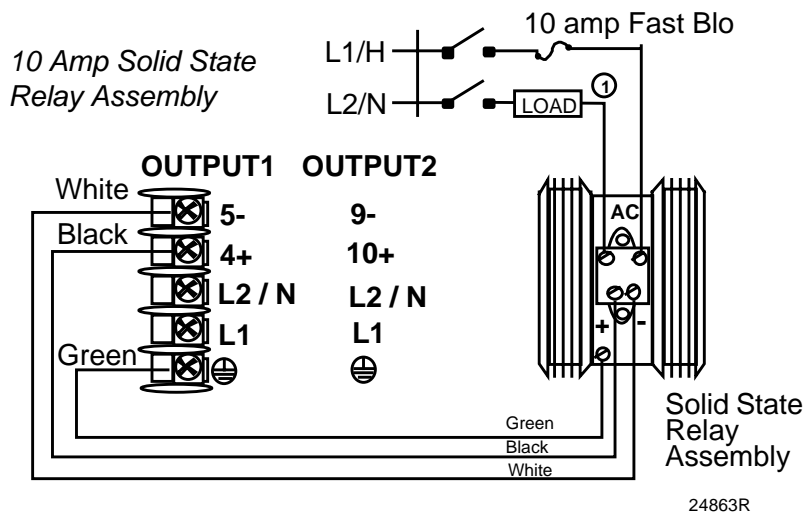 10 amp Fast Blo
10 Amp Solid State
Relay Assembly
L1/H
L2/N
LOAD
1
OUTPUT1 OUTPUT2
White
5- 9-
Black
4+ 10+
L2 / N L2 / N
L1 L1
Green
AC
+ -
Solid State
Relay
Assembly
Green
Black
White
24863R